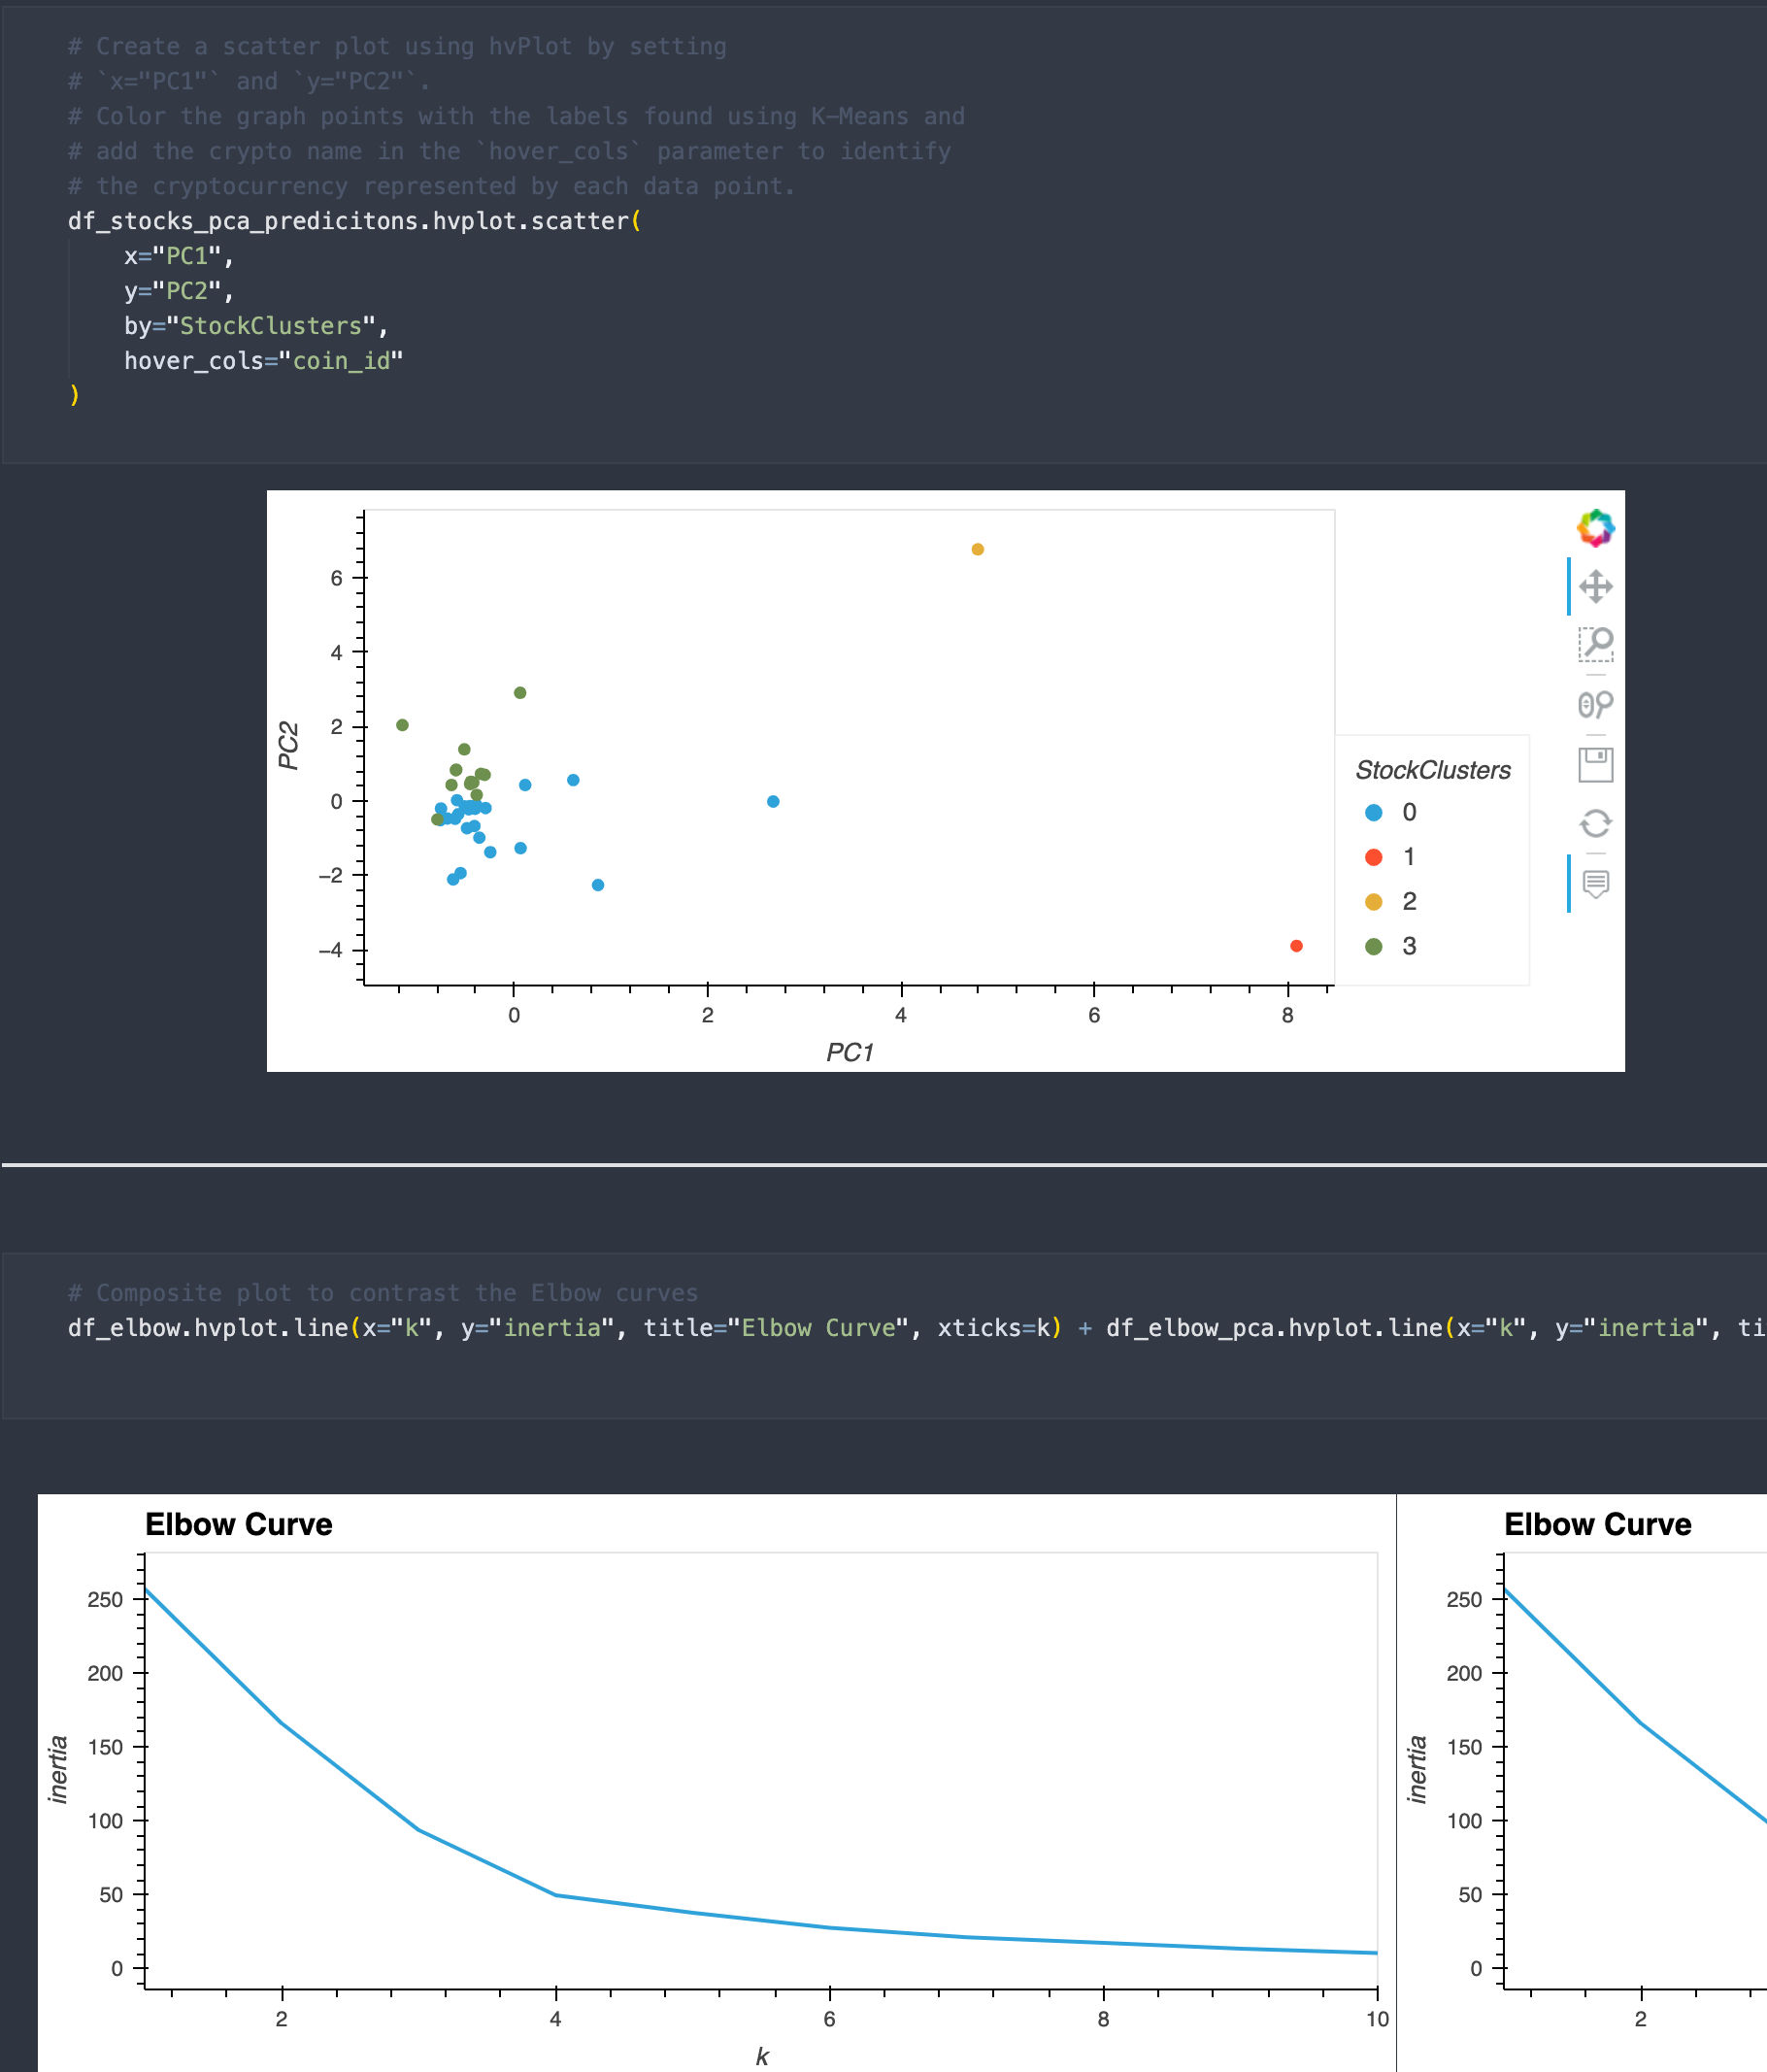 # Create a scatter plot using hvPlot by setting
# `x="PC1"` and `y="PC2"`.
# Color the graph points with the labels found using K-Means and
# add the crypto name in the `hover_cols` parameter to identify
# the cryptocurrency represented by each data point.
df_stocks_pca_predicitons.hvplot.scatter(
x="PC1",
y="PC2",
by="StockClusters",
hover_cols="coin_id"
)
6
4
2
0
−2
−4
PC2
0 2 4 6 8
PC1
StockClusters
0
1
2
3
# Composite plot to contrast the Elbow curves
df_elbow.hvplot.line(x="k", y="inertia", title="Elbow Curve", xticks=k) + df_elbow_pca.hvplot.line(x="k", y="inertia", ti
Elbow Curve
250
200
150
100
50
0
inertia
2 4 6 8 10
k
Elbow Curve
250
200
150
100
50
0
inertia
2